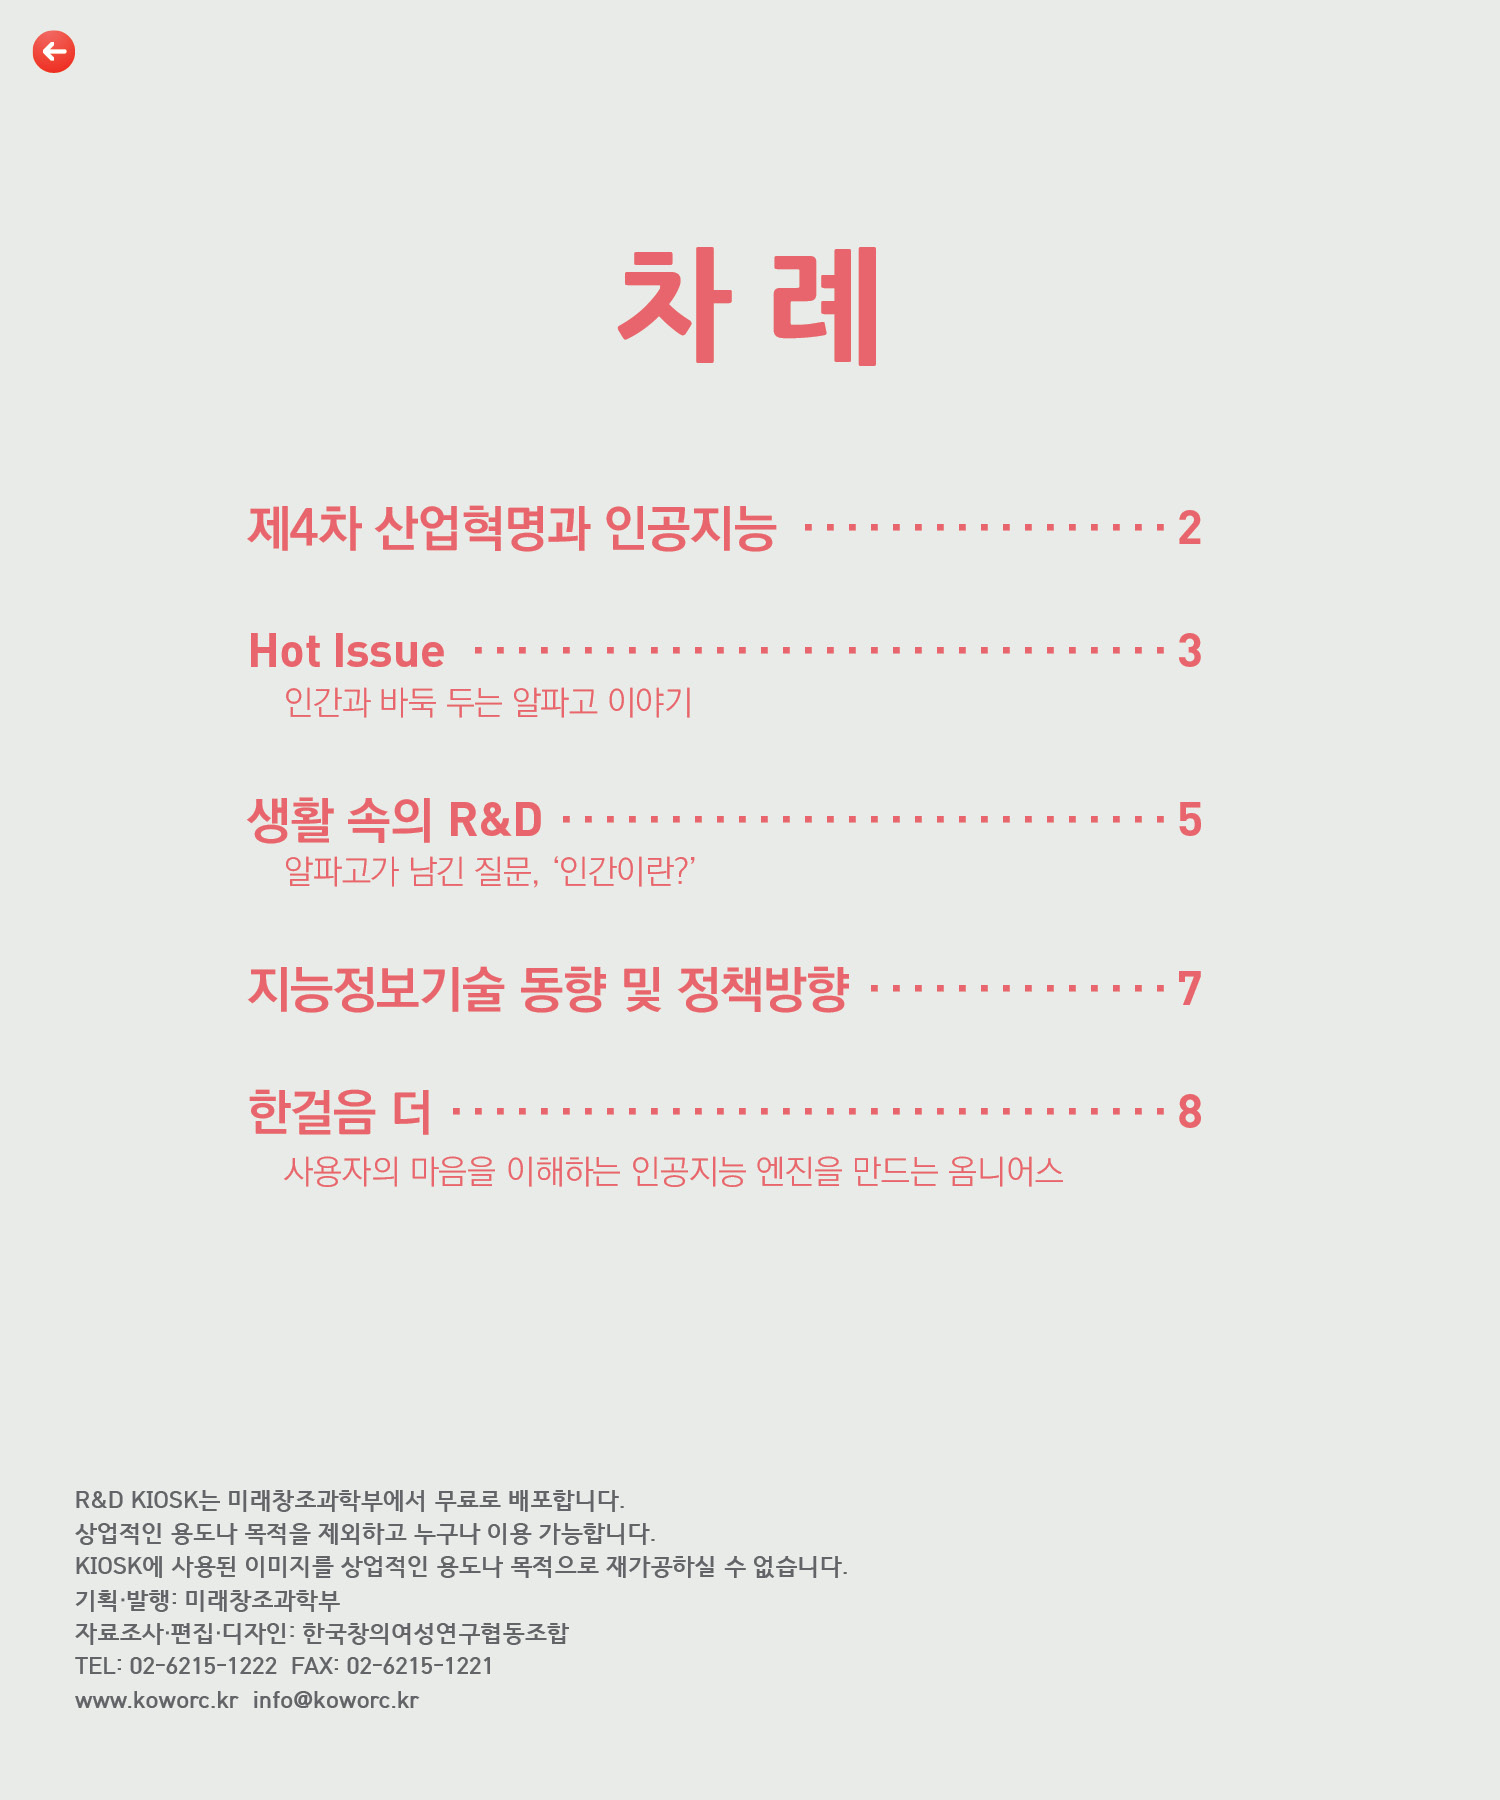 차 례
제4차 산업혁명과 인공지능 ················· 2
Hot Issue ································ 3
인간과 바둑 두는 알파고 이야기
생활 속의 R&D ···························· 5
알파고가 남긴 질문, ‘인간이란?’
지능정보기술 동향 및 정책방향 ·············· 7
한걸음 더 ································· 8
사용자의 마음을 이해하는 인공지능 엔진을 만드는 옴니어스
R&D KIOSK는 미래창조과학부에서 무료로 배포합니다.
상업적인 용도나 목적을 제외하고 누구나 이용 가능합니다.
KIOSK에 사용된 이미지를 상업적인 용도나 목적으로 재가공하실 수 없습니다.
기획·발행: 미래창조과학부
자료조사·편집·디자인: 한국창의여성연구협동조합
TEL: 02-6215-1222 FAX: 02-6215-1221
www.koworc.kr info@koworc.kr